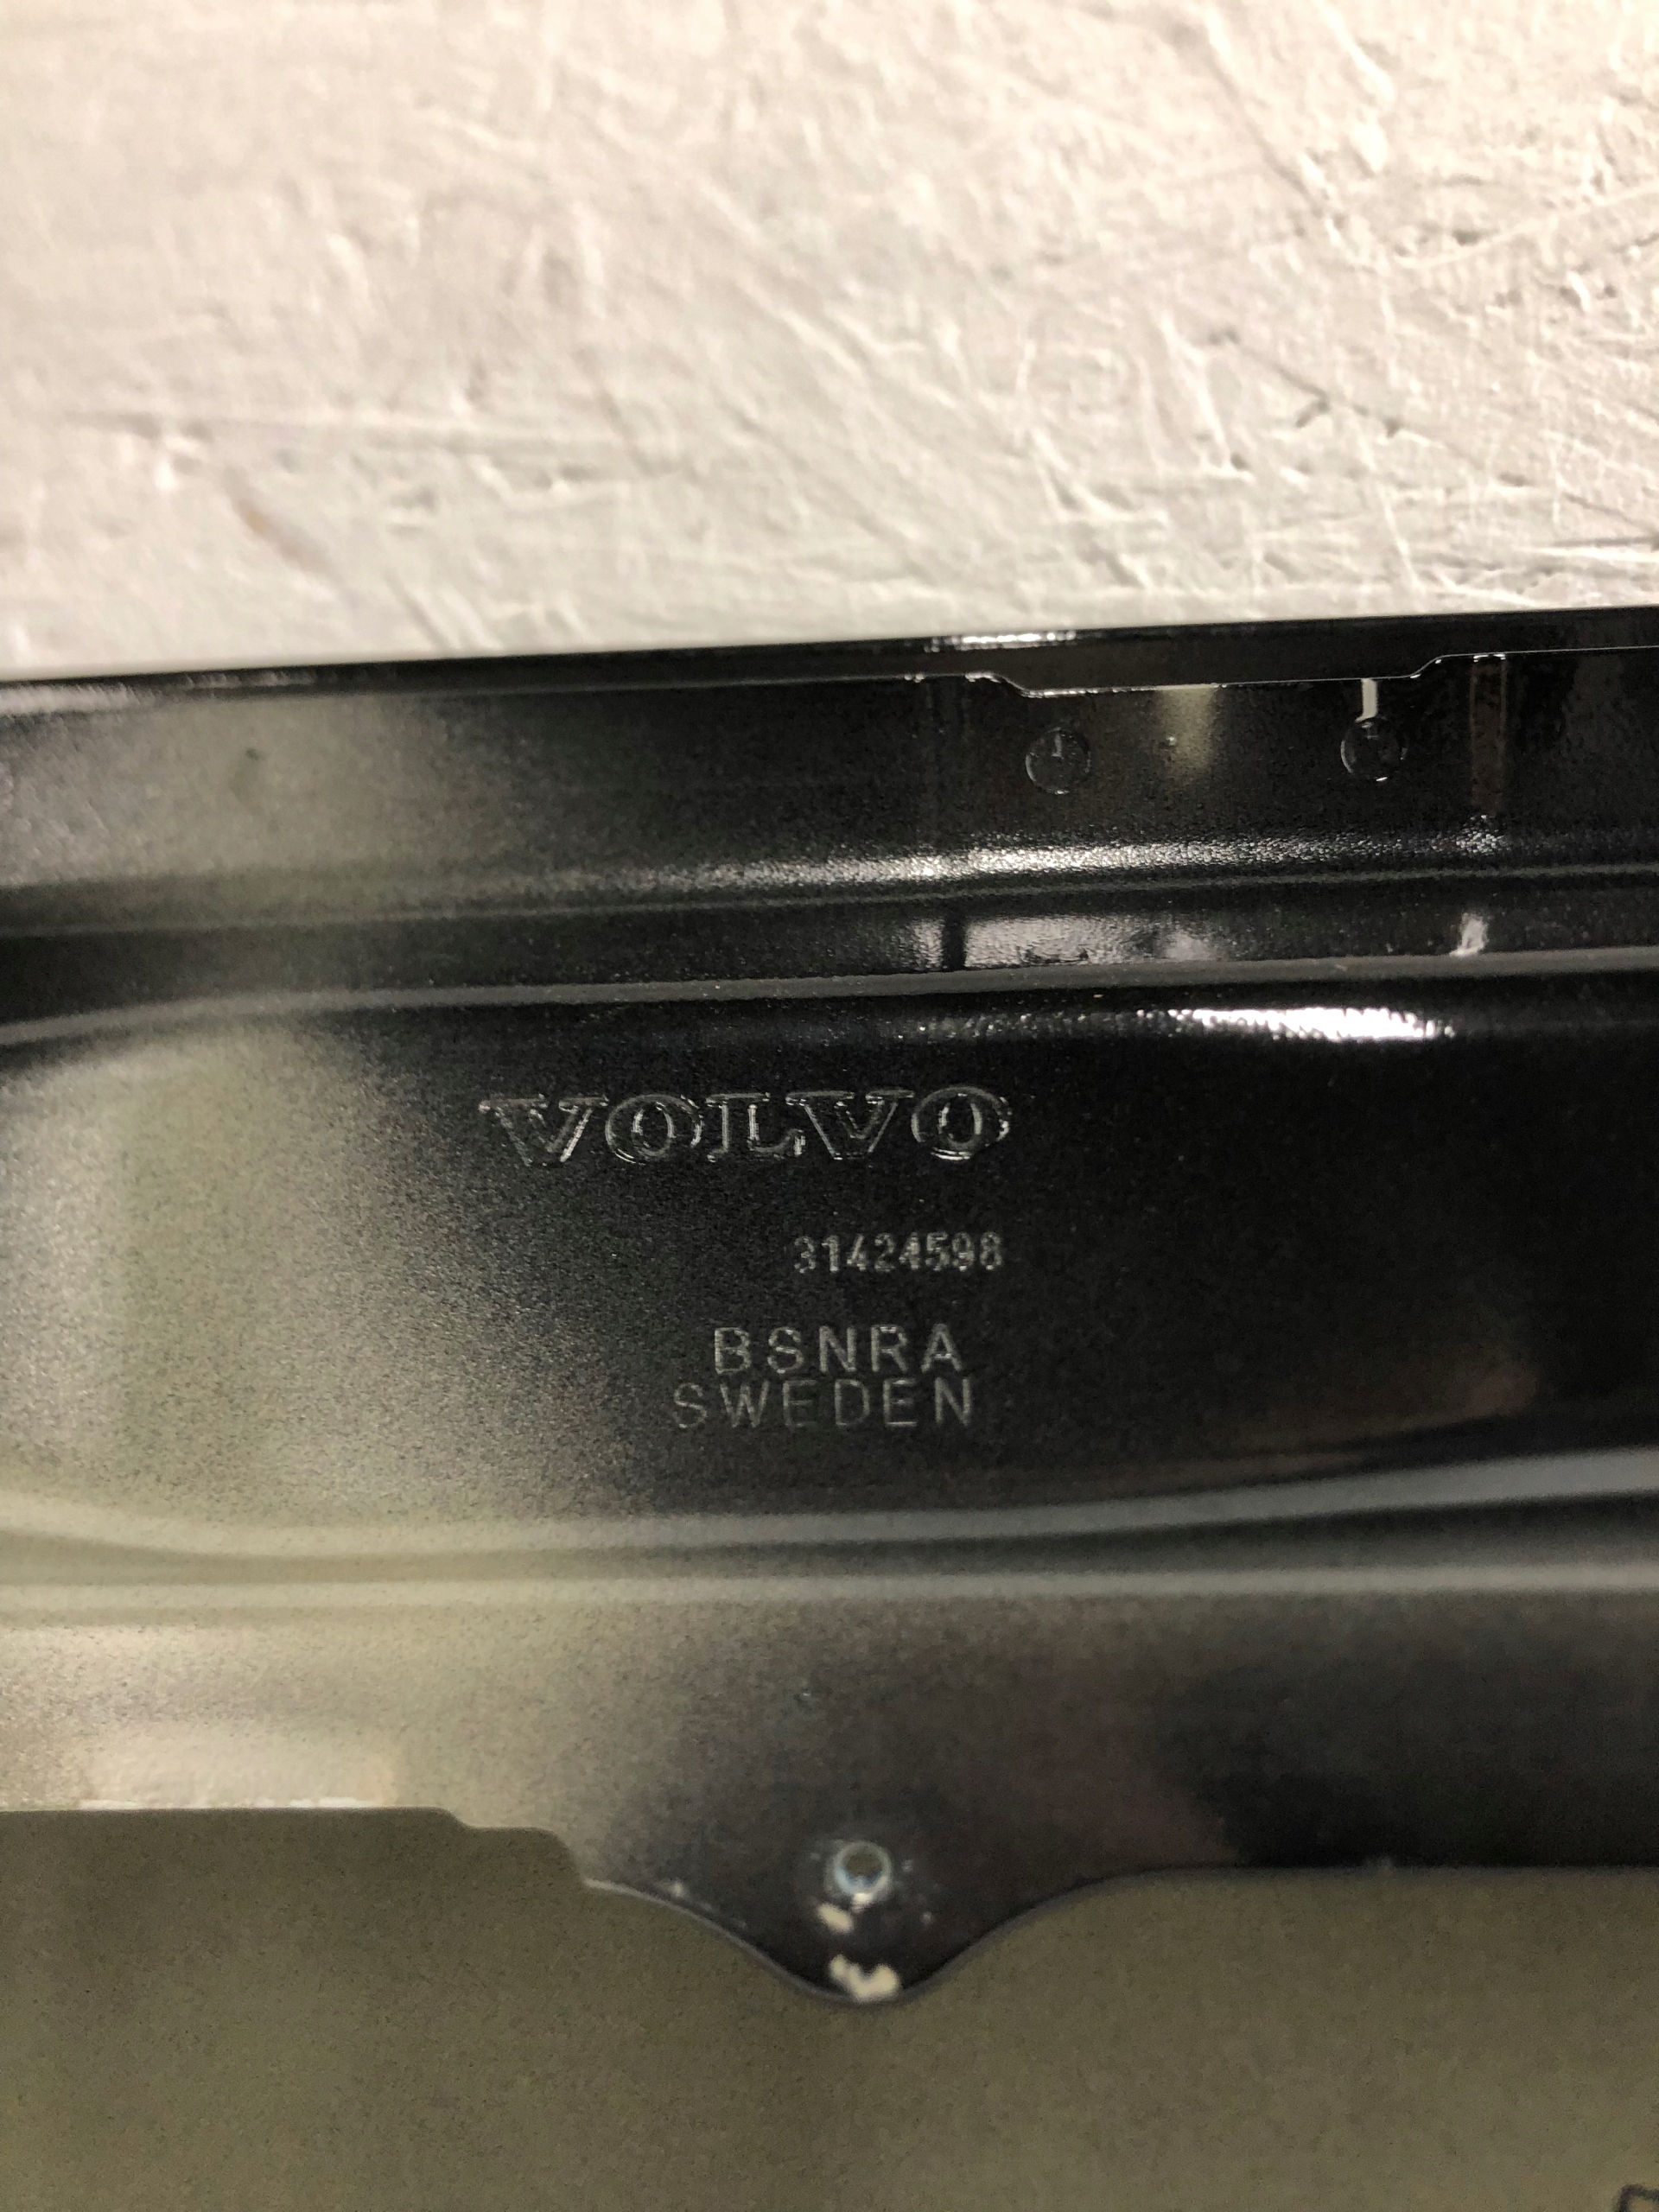 VOLVO
31424598
BSNRA
SWEDEN